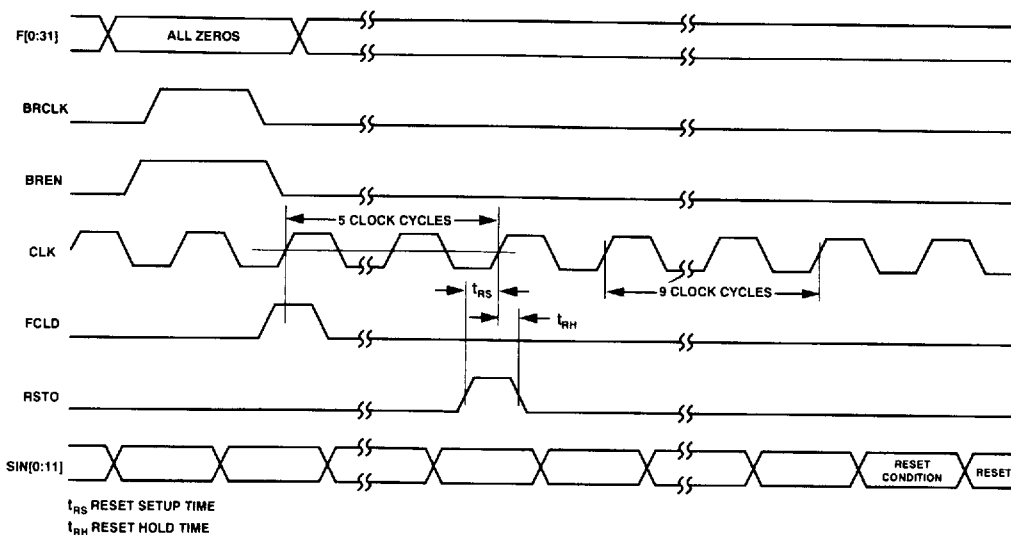 F[0:31]
ALL ZEROS
BRCLK
BREN
5 CLOCK CYCLES
CLK
tRS
9 CLOCK CYCLES
FCLD
tRH
RSTO
SIN[0:11]
RESET CONDITION
RESET
tRS RESET SETUP TIME
tRH RESET HOLD TIME